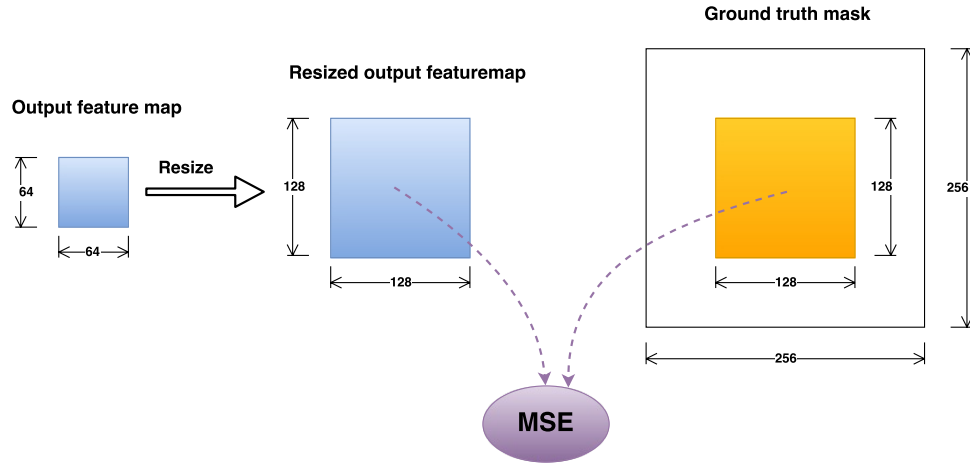 Ground truth mask
Resized output featuremap
Output feature map
Resize
64
64
128
128
128
128
256
256
MSE